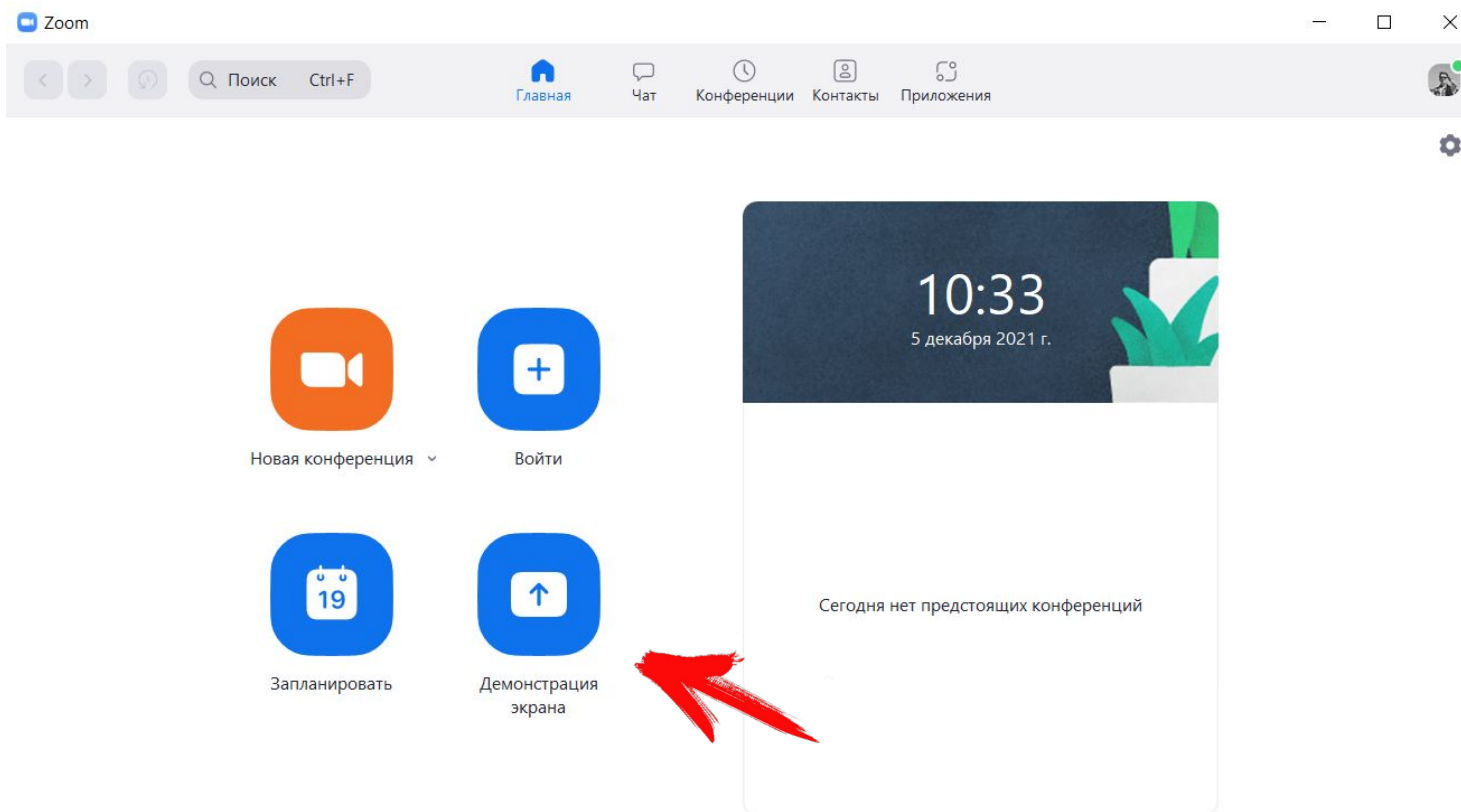 Zoom
Поиск Ctrl+F
Главная
Чат
Конференции
Контакты
Приложения
10:33
5 декабря 2021 г.
Новая конференция
Войти
19
Запланировать
Демонстрация
экрана
Сегодня нет предстоящих конференций